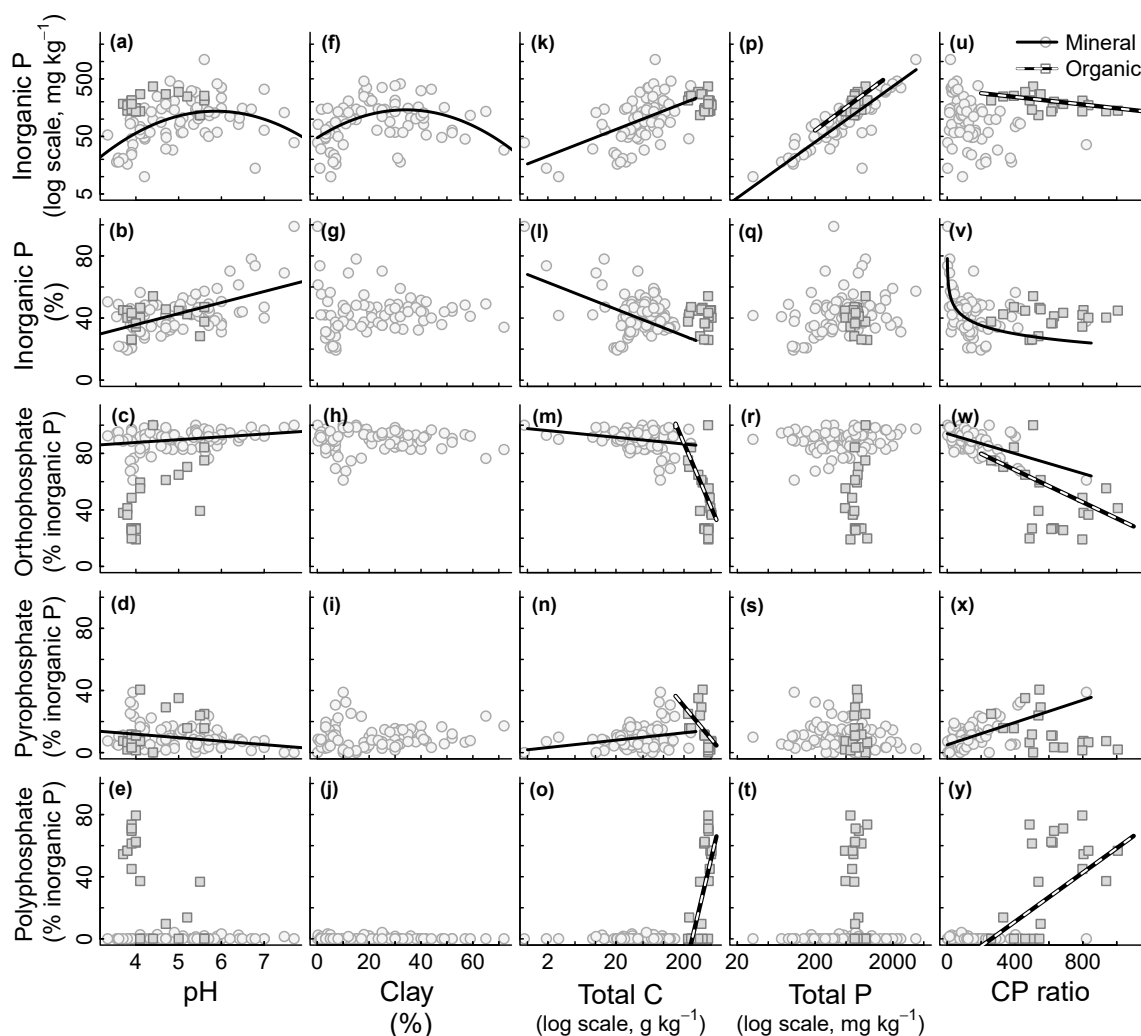 (a) (f) (k) (p) (u) Mineral
Organic
Inorganic P
(log scale, mg kg⁻¹)
500
50
5
(b) (g) (l) (q) (v)
Inorganic P
(%)
80
40
0
(c) (h) (m) (r) (w)
Orthophosphate
(% inorganic P)
80
40
0
(d) (i) (n) (s) (x)
Pyrophosphate
(% inorganic P)
80
40
0
(e) (j) (o) (t) (y)
Polyphosphate
(% inorganic P)
80
40
0
4 5 6 7 0 20 40 60 2 20 200 20 200 2000 0 400 800
pH Clay Total C Total P CP ratio
(%) (log scale, g kg⁻¹) (log scale, mg kg⁻¹)